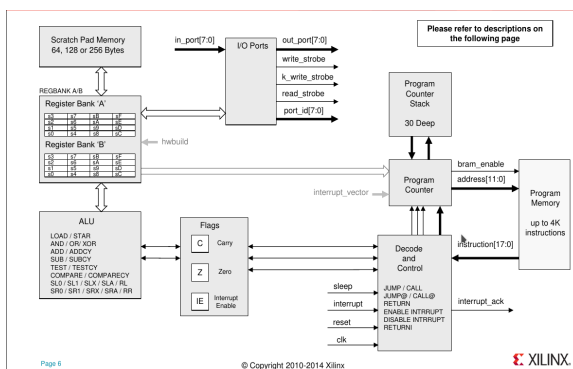 Please refer to descriptions on
the following page
Scratch Pad Memory
64, 128 or 256 Bytes
in_port[7:0]
I/O Ports
out_port[7:0]
write_strobe
k_write_strobe
read_strobe
port_id[7:0]
REGBANK A/B
Register Bank 'A'
s3 s7 sB sF
s2 s6 sA sE
s1 s5 s9 sD
s0 s4 s8 sC
Register Bank 'B'
s3 s7 sB sF
s2 s6 sA sE
s1 s5 s9 sD
s0 s4 s8 sC
hwbuild
Program
Counter
Stack
30 Deep
interrupt_vector
Program
Counter
bram_enable
address[11:0]
Program
Memory
up to 4K
instructions
ALU
LOAD / STAR
AND / OR/ XOR
ADD / ADDCY
SUB / SUBCY
TEST / TESTCY
COMPARE / COMPARECY
SL0 / SL1 / SLX / SLA / RL
SR0 / SR1 / SRX / SRA / RR
Flags
C Carry
Z Zero
IE Interrupt
Enable
Decode
and
Control
JUMP / CALL
JUMP@ / CALL@
RETURN
ENABLE INTRRUPT
DISABLE INTRRUPT
RETURNI
instruction[17:0]
sleep
interrupt
reset
clk
interrupt_ack
Page 6
© Copyright 2010-2014 Xilinx
XILINX.